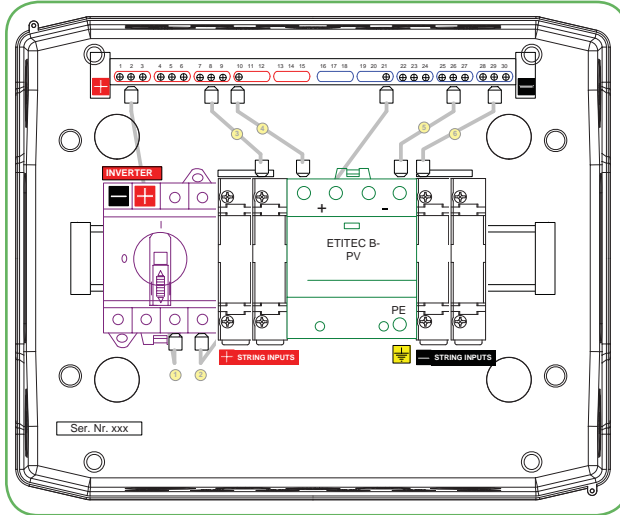 1 2 3 4 5 6 7 8 9 10 11 12 13 14 15 16 17 18 19 20 21 22 23 24 25 26 27 28 29 30
+
−
3
4
5
6
INVERTER
− +
+ -
I
0
ETITEC B-
PV
PE
+ STRING INPUTS
− STRING INPUTS
1
2
Ser. Nr. xxx